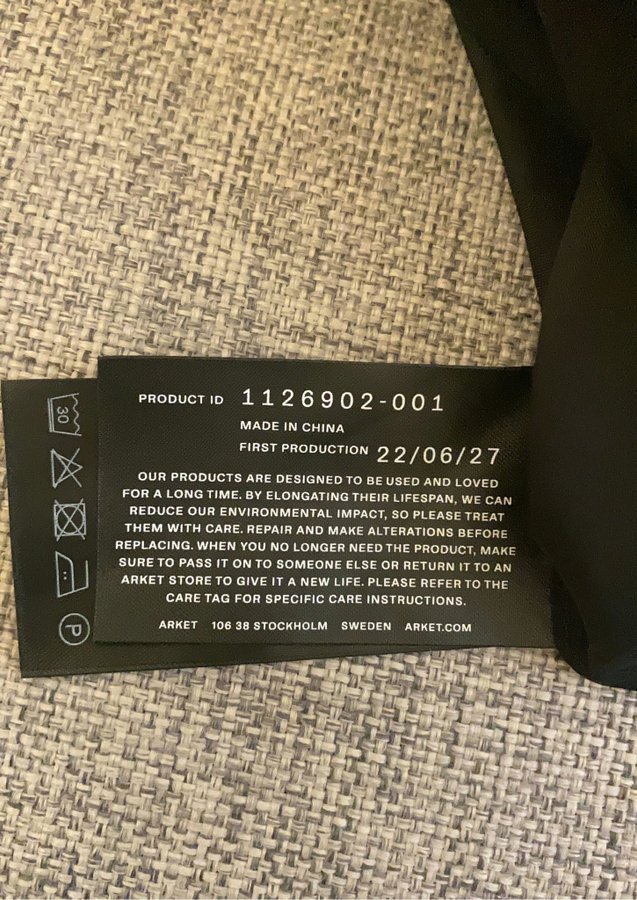 PRODUCT ID 1126902-001
MADE IN CHINA
FIRST PRODUCTION 22/06/27
OUR PRODUCTS ARE DESIGNED TO BE USED AND LOVED
FOR A LONG TIME. BY ELONGATING THEIR LIFESPAN, WE CAN
REDUCE OUR ENVIRONMENTAL IMPACT, SO PLEASE TREAT
THEM WITH CARE. REPAIR AND MAKE ALTERATIONS BEFORE
REPLACING. WHEN YOU NO LONGER NEED THE PRODUCT, MAKE
SURE TO PASS IT ON TO SOMEONE ELSE OR RETURN IT TO AN
ARKET STORE TO GIVE IT A NEW LIFE. PLEASE REFER TO THE
CARE TAG FOR SPECIFIC CARE INSTRUCTIONS.
ARKET 106 38 STOCKHOLM SWEDEN ARKET.COM
30
P